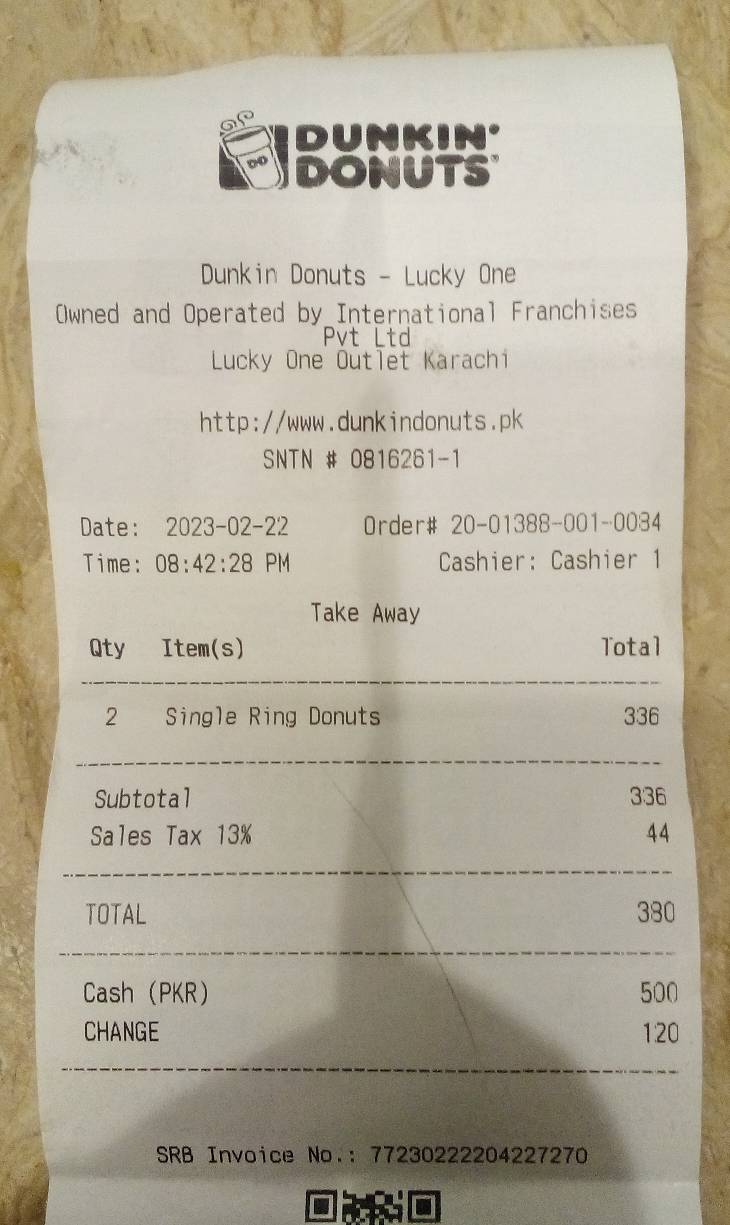 DUNKIN'
DONUTS
Dunkin Donuts - Lucky One
Owned and Operated by International Franchises
Pvt Ltd
Lucky One Outlet Karachi
http://www.dunkindonuts.pk
SNTN # 0816261-1
Date: 2023-02-22 Order# 20-01388-001-0034
Time: 08:42:28 PM Cashier: Cashier 1
Take Away
Qty Item(s) Total
2 Single Ring Donuts 336
Subtotal 336
Sales Tax 13% 44
TOTAL 380
Cash (PKR) 500
CHANGE 120
SRB Invoice No.: 77230222204227270